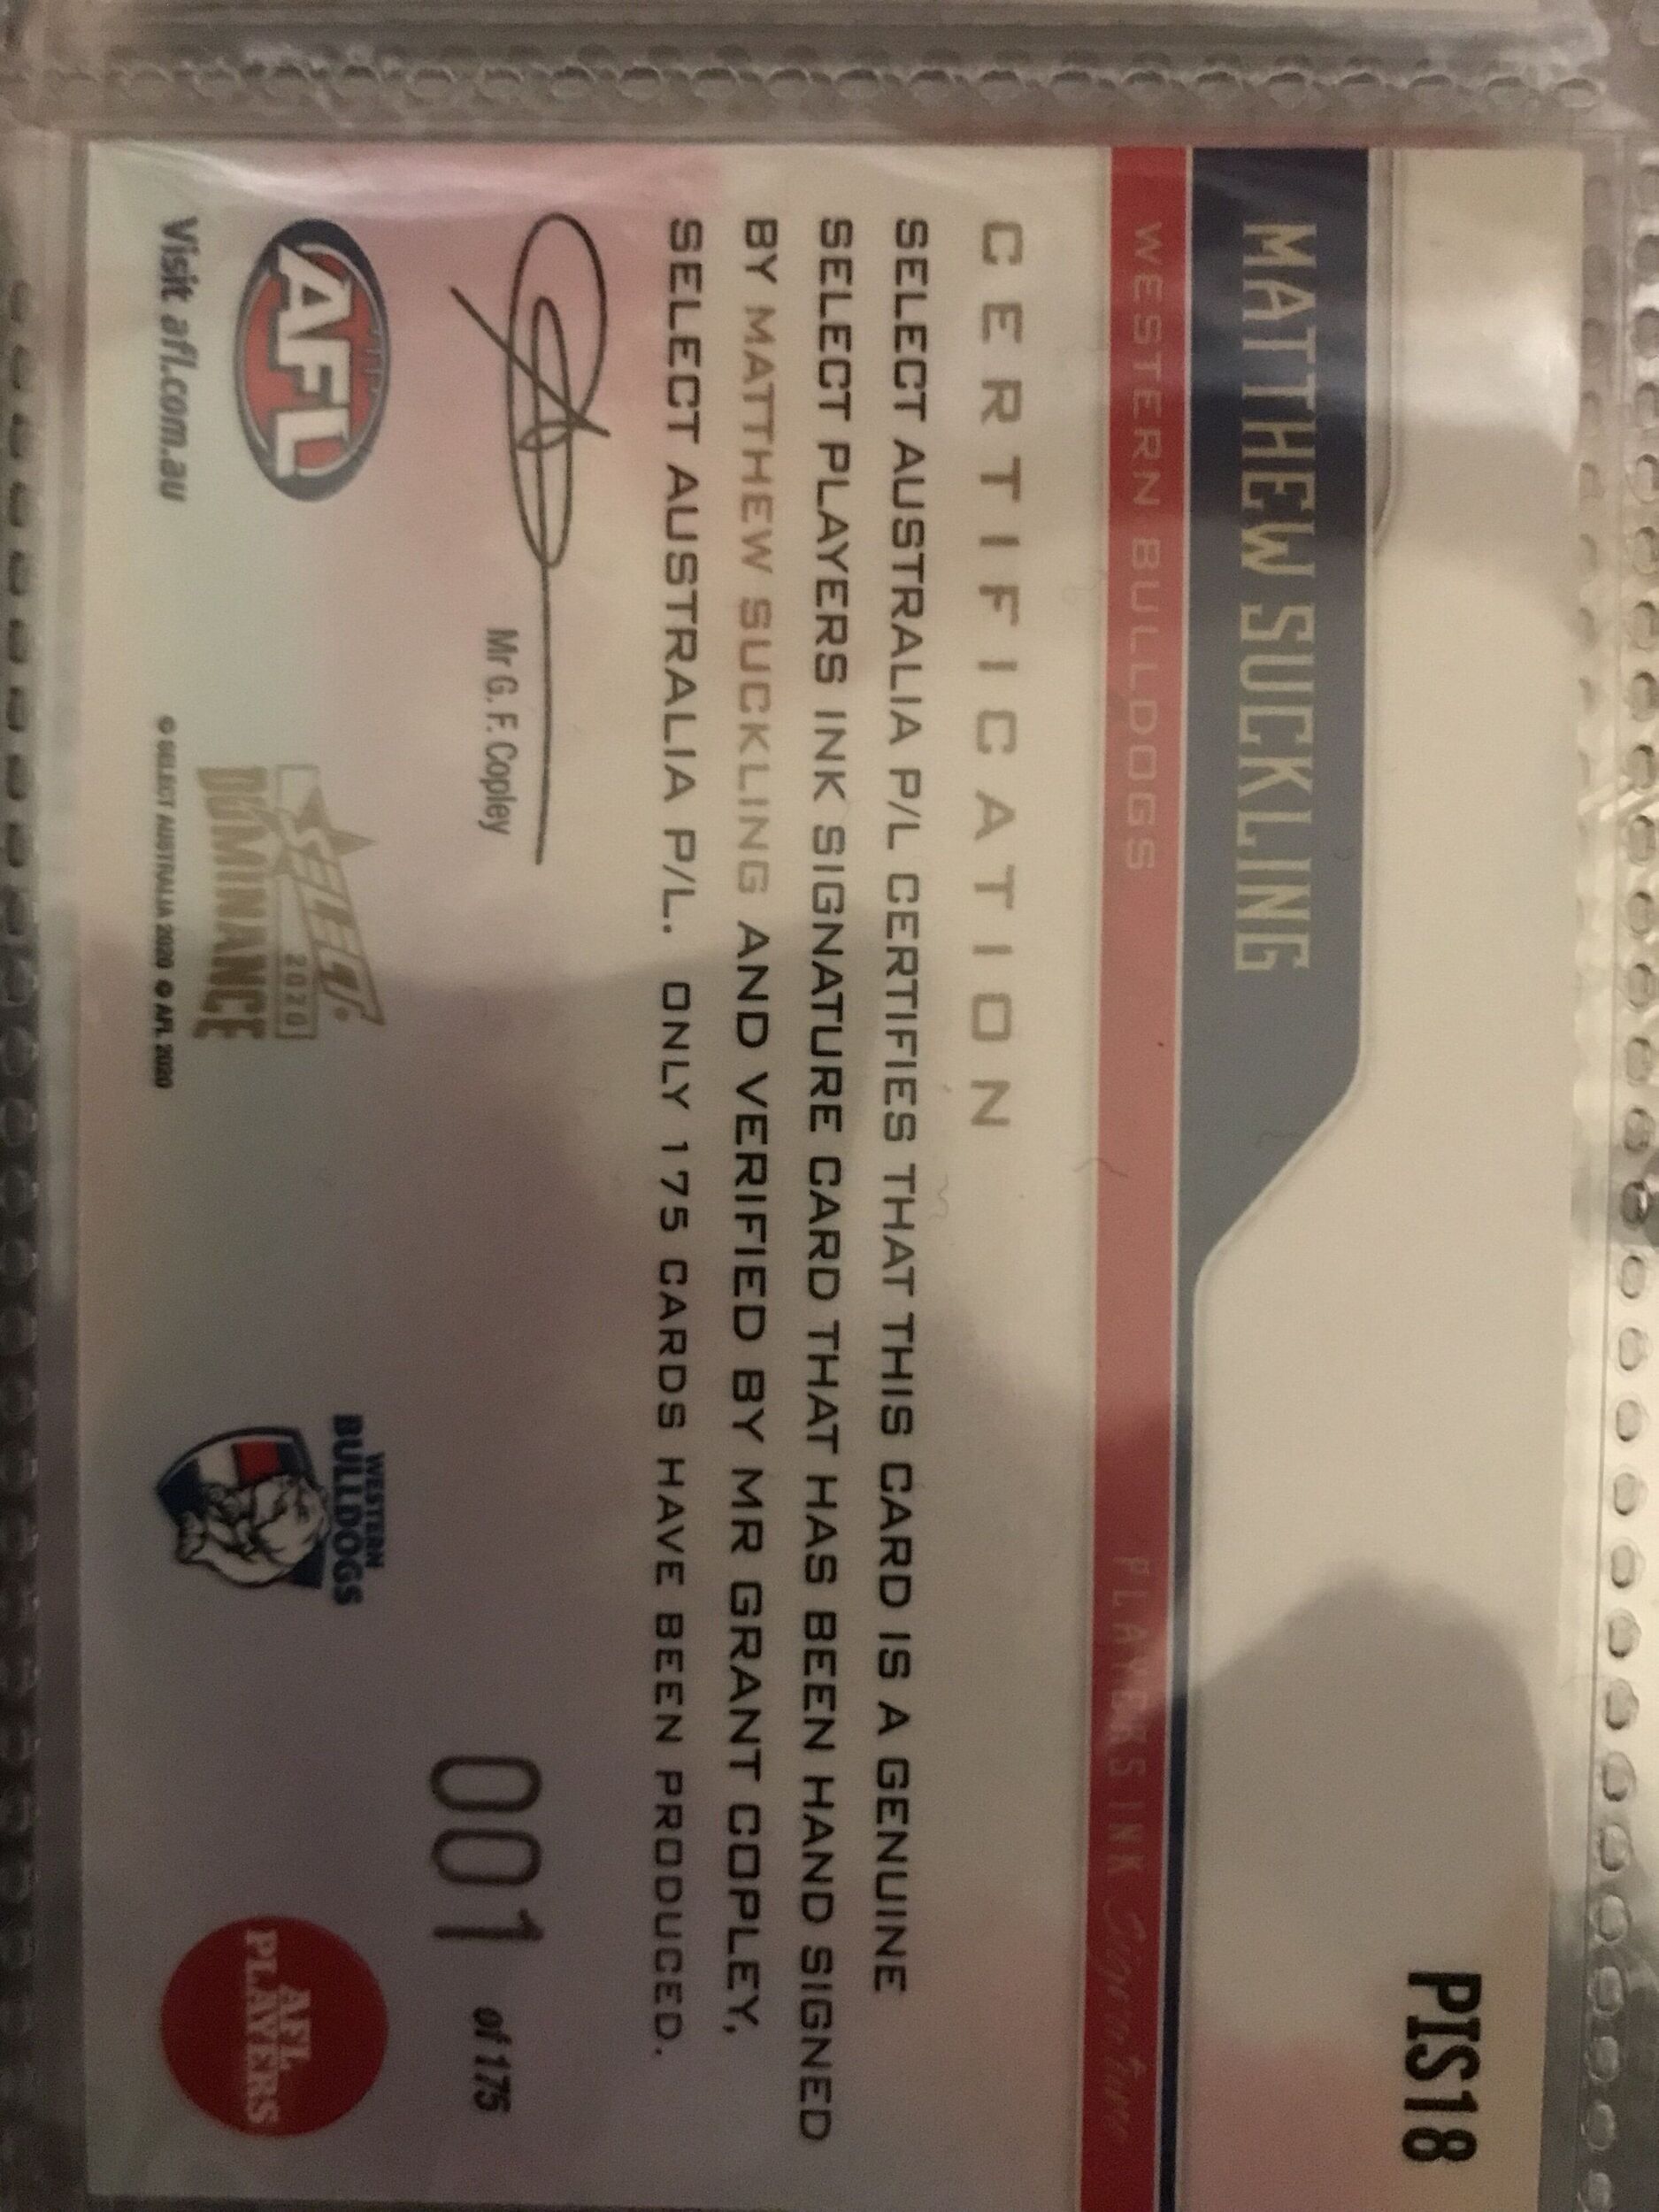 PIS18
MATTHEW SUCKLING
WESTERN BULLDOGS PLAYERS INK Signature
CERTIFICATION
SELECT AUSTRALIA P/L CERTIFIES THAT THIS CARD IS A GENUINE
SELECT PLAYERS INK SIGNATURE CARD THAT HAS BEEN HAND SIGNED
BY MATTHEW SUCKLING AND VERIFIED BY MR GRANT COPLEY,
SELECT AUSTRALIA P/L. ONLY 175 CARDS HAVE BEEN PRODUCED.
Mr G. F. Copley
001 of 175
AFL
Visit afl.com.au
SELECT
2020
DOMINANCE
© SELECT AUSTRALIA 2020 © AFL 2020
WESTERN
BULLDOGS
AFL
PLAYERS